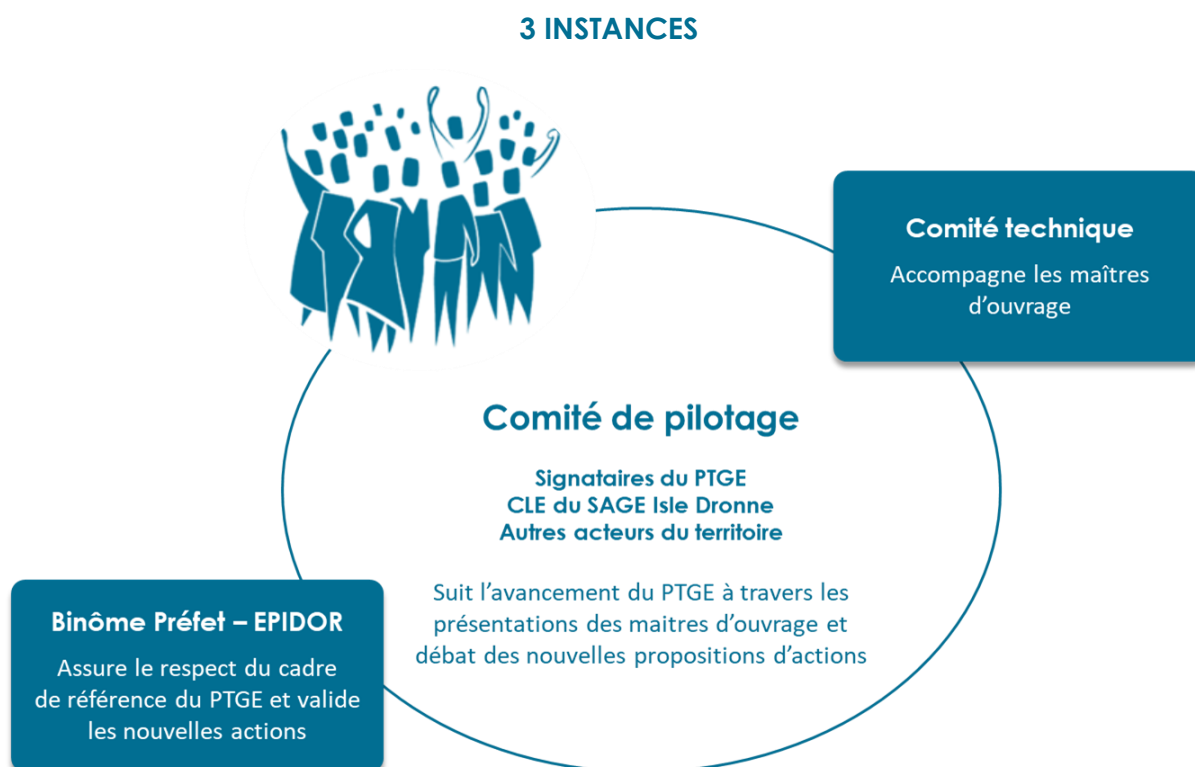 3 INSTANCES
Comité technique
Accompagne les maîtres
d’ouvrage
Comité de pilotage
Signataires du PTGE
CLE du SAGE Isle Dronne
Autres acteurs du territoire
Suit l’avancement du PTGE à travers les
présentations des maitres d’ouvrage et
débat des nouvelles propositions d’actions
Binôme Préfet – EPIDOR
Assure le respect du cadre
de référence du PTGE et valide
les nouvelles actions